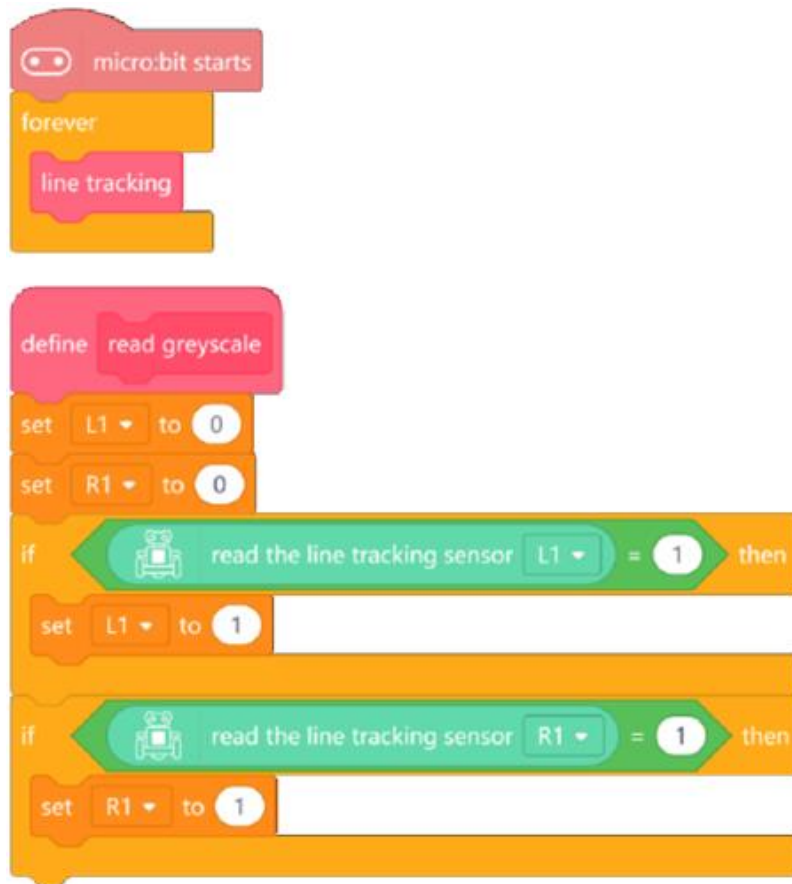 micro:bit starts
forever
line tracking
define read greyscale
set L1 to 0
set R1 to 0
if read the line tracking sensor L1 = 1 then
set L1 to 1
if read the line tracking sensor R1 = 1 then
set R1 to 1